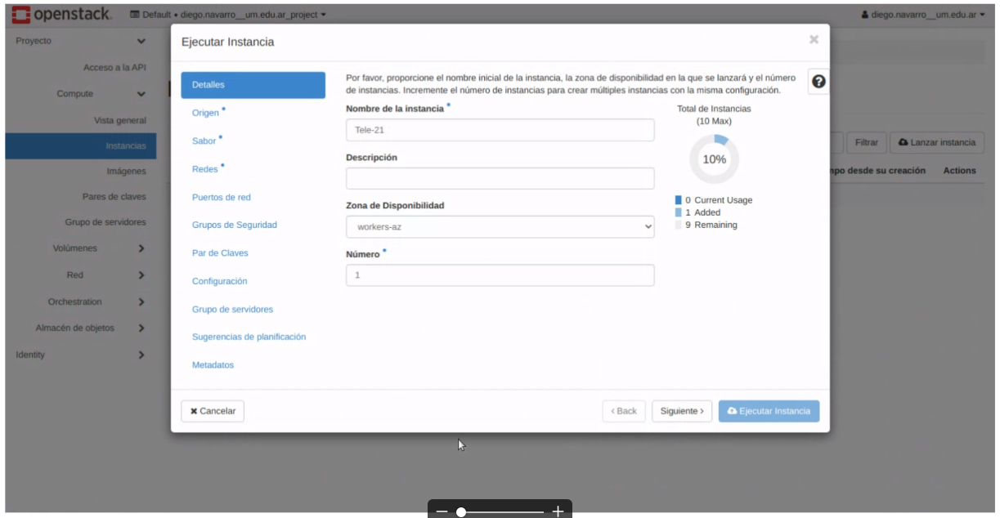 openstack. Default • diego.navarro__um.edu.ar_project diego.navarro__um.edu.ar
Proyecto
Acceso a la API
Compute
Vista general
Instancias
Imágenes
Pares de claves
Grupo de servidores
Volúmenes
Red
Orchestration
Almacén de objetos
Identity
Ejecutar Instancia
Detalles
Origen *
Sabor *
Redes *
Puertos de red
Grupos de Seguridad
Par de Claves
Configuración
Grupo de servidores
Sugerencias de planificación
Metadatos
Por favor, proporcione el nombre inicial de la instancia, la zona de disponibilidad en la que se lanzará y el número
de instancias. Incremente el número de instancias para crear múltiples instancias con la misma configuración.
Nombre de la instancia *
Tele-21
Descripción
Zona de Disponibilidad
workers-az
Número *
1
Total de Instancias
(10 Max)
10%
0 Current Usage
1 Added
9 Remaining
Cancelar
< Back
Siguiente >
Ejecutar Instancia
Filtrar
Lanzar instancia
mpo desde su creación
Actions